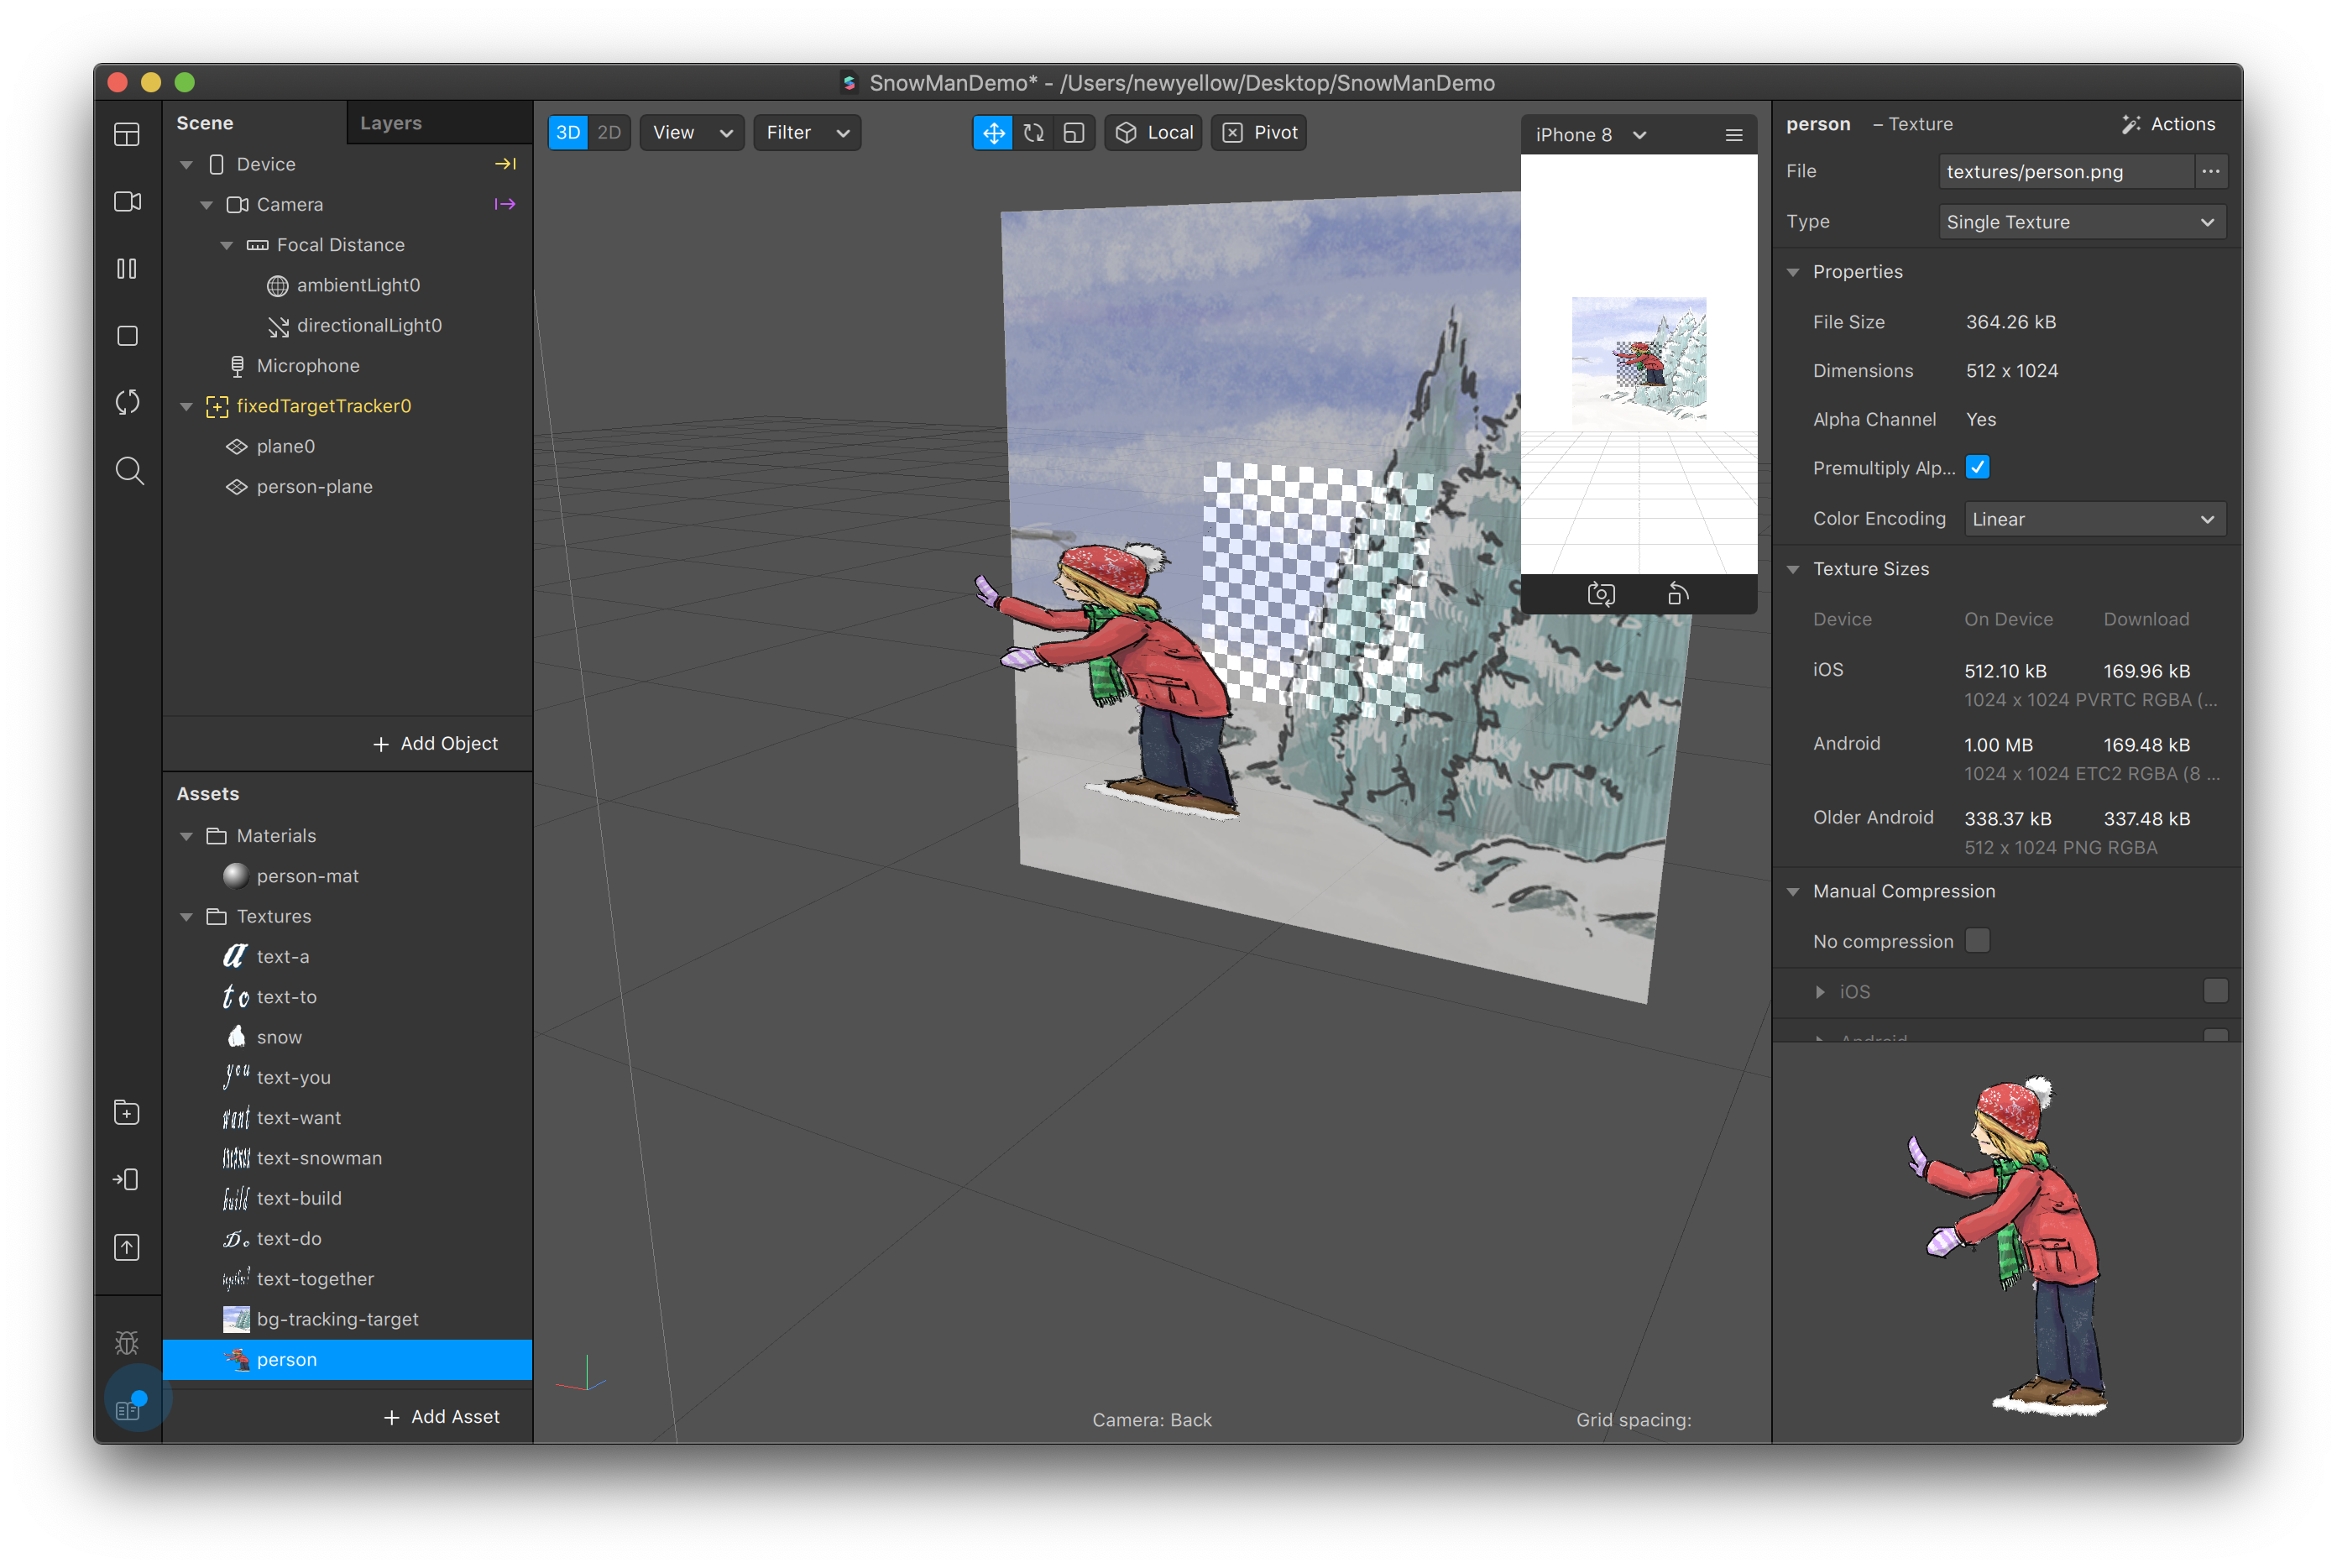 SnowManDemo* - /Users/newyellow/Desktop/SnowManDemo
Scene
Layers
Device
Camera
Focal Distance
ambientLight0
directionalLight0
Microphone
fixedTargetTracker0
plane0
person-plane
+ Add Object
Assets
Materials
person-mat
Textures
a text-a
to text-to
snow
you text-you
want text-want
text-snowman
build text-build
Do text-do
text-together
bg-tracking-target
person
+ Add Asset
3D 2D View Filter Local Pivot
iPhone 8
Camera: Back
Grid spacing:
person – Texture Actions
File textures/person.png ...
Type Single Texture
Properties
File Size 364.26 kB
Dimensions 512 x 1024
Alpha Channel Yes
Premultiply Alp...
Color Encoding Linear
Texture Sizes
Device On Device Download
iOS 512.10 kB 169.96 kB
1024 x 1024 PVRTC RGBA (...
Android 1.00 MB 169.48 kB
1024 x 1024 ETC2 RGBA (8 ...
Older Android 338.37 kB 337.48 kB
512 x 1024 PNG RGBA
Manual Compression
No compression
iOS
Android